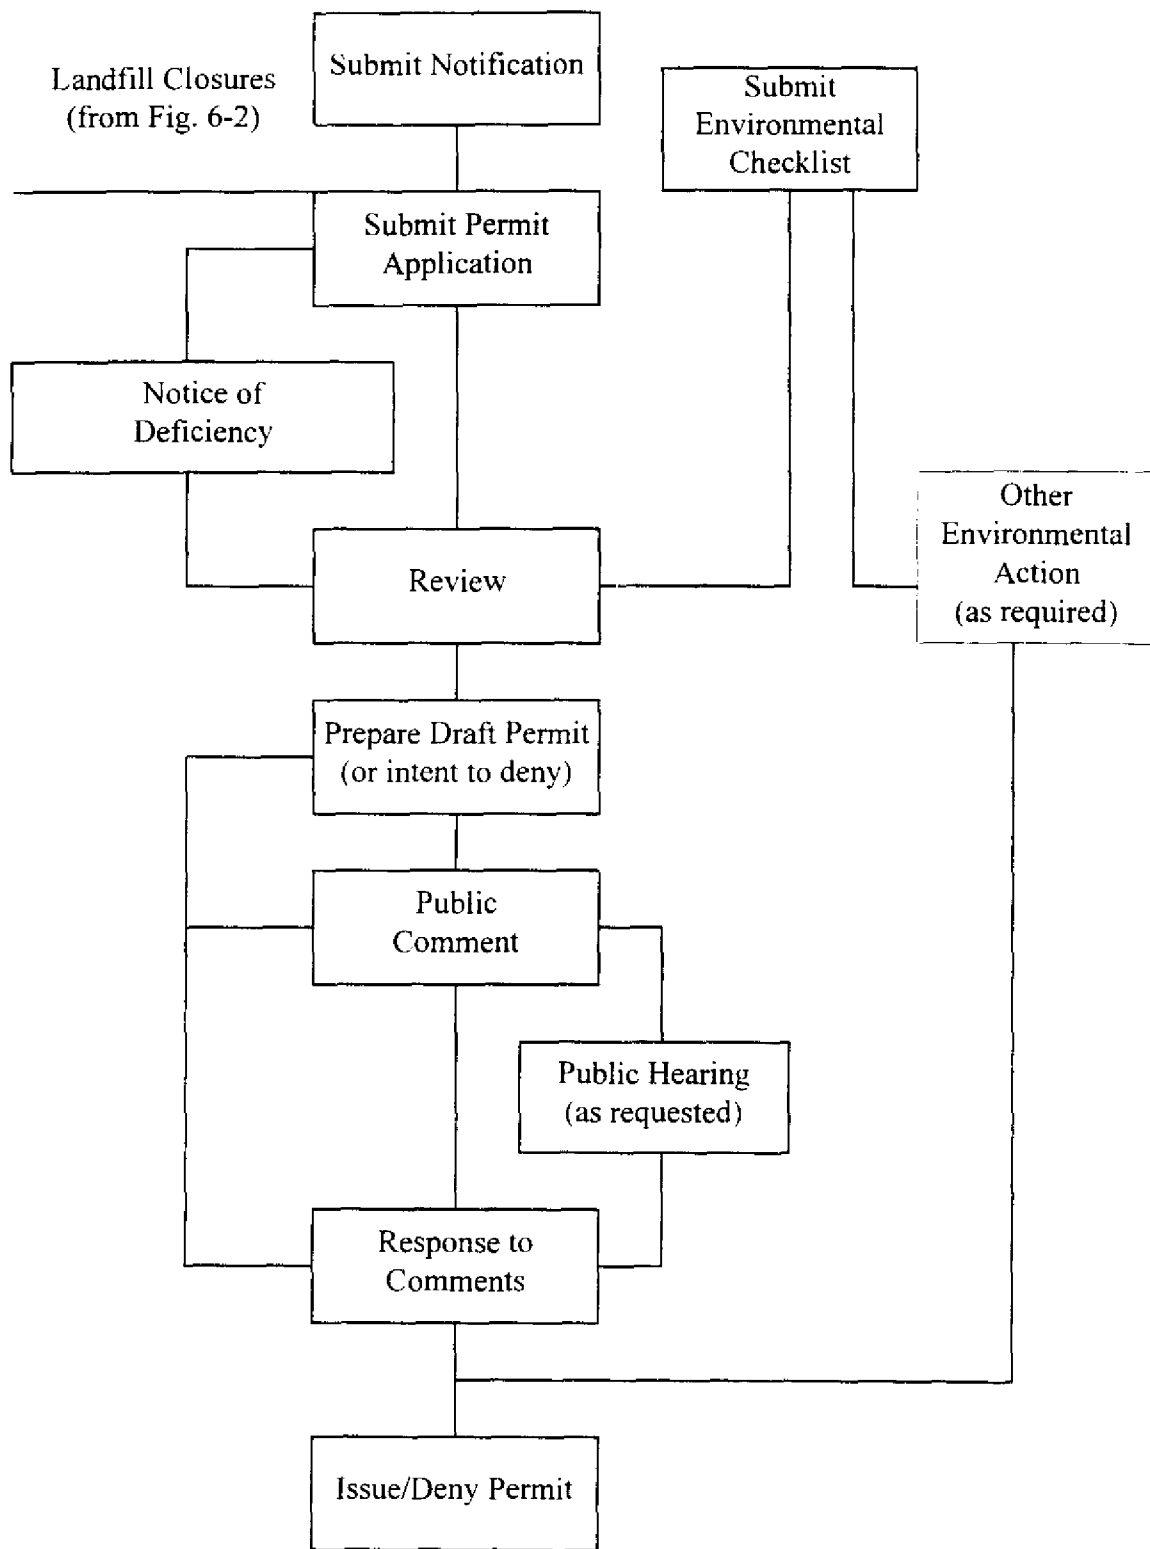 Submit Notification
Landfill Closures
(from Fig. 6-2)
Submit
Environmental
Checklist
Submit Permit
Application
Notice of
Deficiency
Other
Environmental
Action
(as required)
Review
Prepare Draft Permit
(or intent to deny)
Public
Comment
Public Hearing
(as requested)
Response to
Comments
Issue/Deny Permit